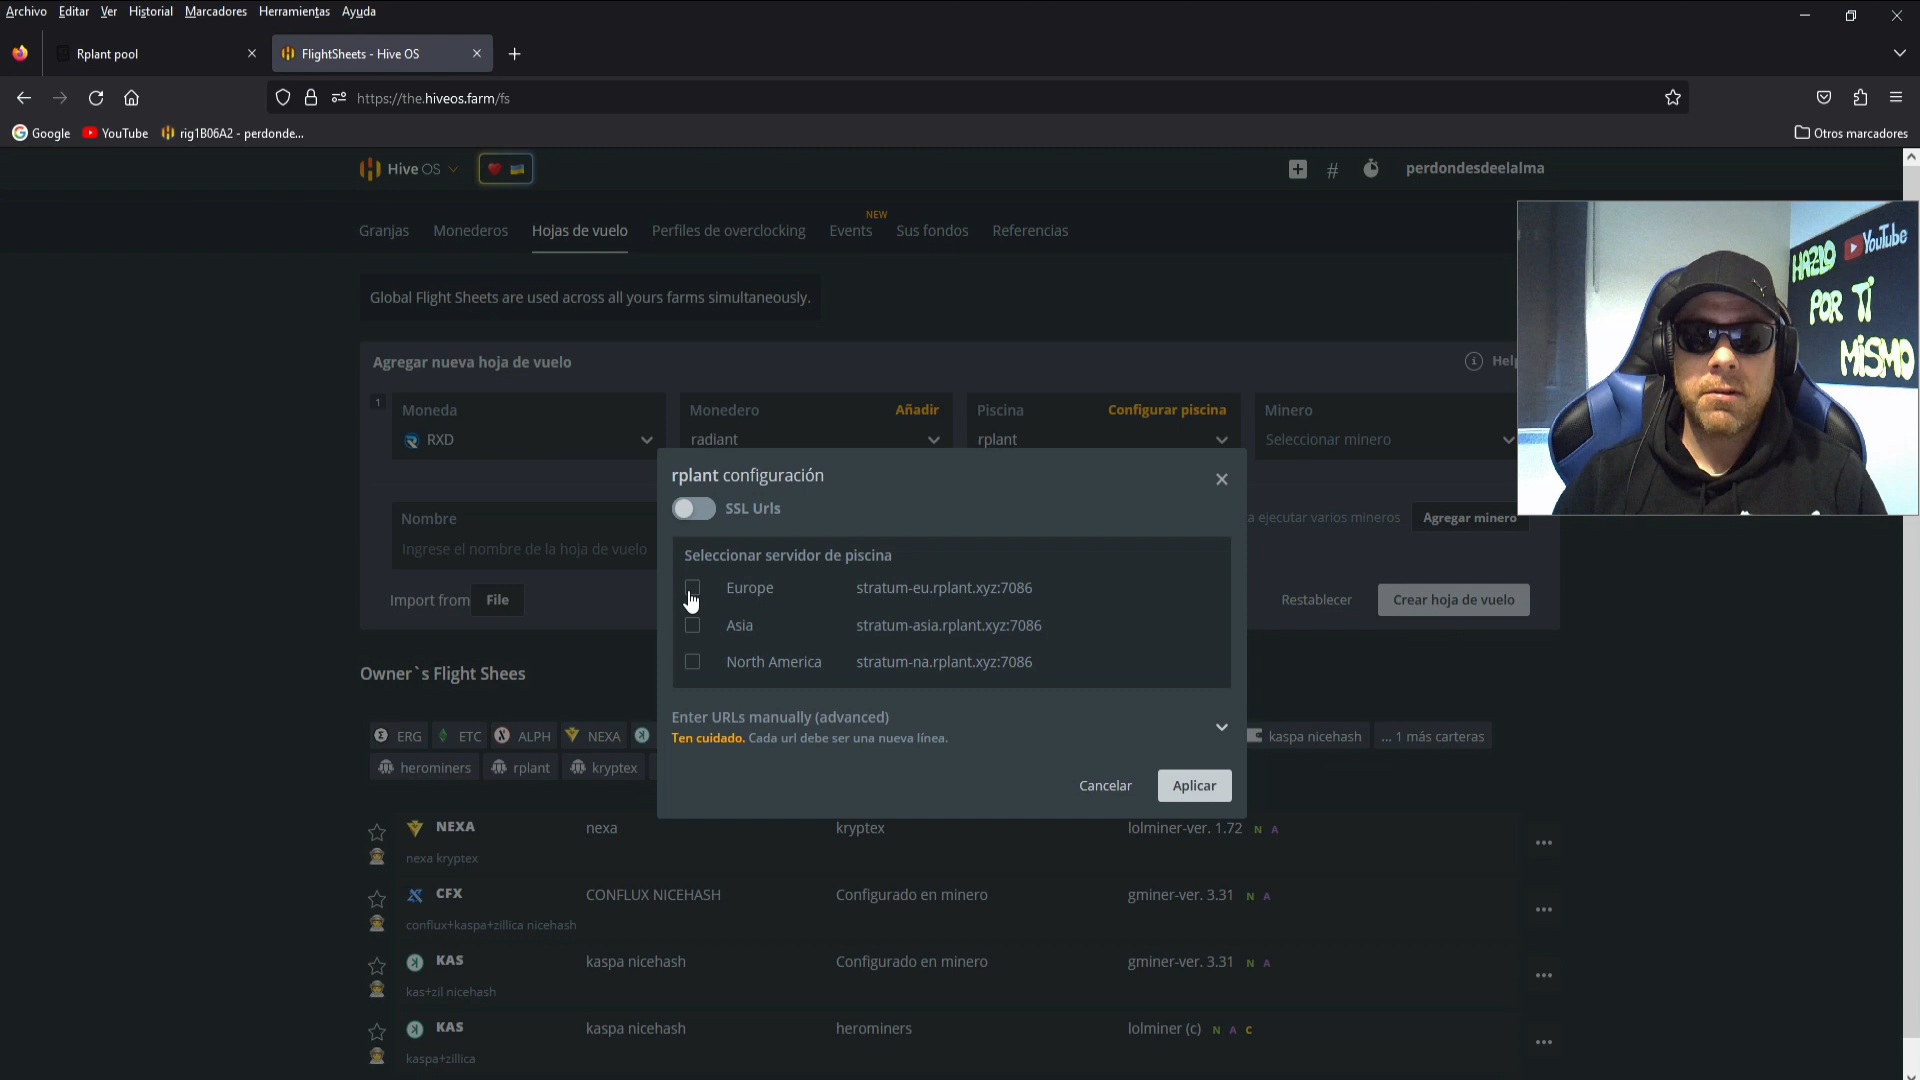 Archivo Editar Ver Historial Marcadores Herramientas Ayuda
Rplant pool
FlightSheets - Hive OS
https://the.hiveos.farm/fs
Google YouTube rig1B06A2 - perdonde... Otros marcadores
Hive OS
# perdondesdeelalma
NEW
Granjas Monederos Hojas de vuelo Perfiles de overclocking Events Sus fondos Referencias
HAZLO YouTube
POR TI
MISMO
Global Flight Sheets are used across all yours farms simultaneously.
Agregar nueva hoja de vuelo Help
1 Moneda Monedero Añadir Piscina Configurar piscina Minero
RXD radiant rplant Seleccionar minero
rplant configuración
SSL Urls
Nombre a ejecutar varios mineros Agregar minero
Ingrese el nombre de la hoja de vuelo
Seleccionar servidor de piscina
Europe stratum-eu.rplant.xyz:7086
Import from File Restablecer Crear hoja de vuelo
Asia stratum-asia.rplant.xyz:7086
North America stratum-na.rplant.xyz:7086
Owner`s Flight Shees
Enter URLs manually (advanced)
Ten cuidado. Cada url debe ser una nueva línea.
ERG ETC ALPH NEXA kaspa nicehash ... 1 más carteras
herominers rplant kryptex
Cancelar Aplicar
NEXA nexa kryptex lolminer-ver. 1.72 N A
nexa kryptex
CFX CONFLUX NICEHASH Configurado en minero gminer-ver. 3.31 N A
conflux+kaspa+zillica nicehash
KAS kaspa nicehash Configurado en minero gminer-ver. 3.31 N A
kas+zil nicehash
KAS kaspa nicehash herominers lolminer (c) N A C
kaspa+zillica